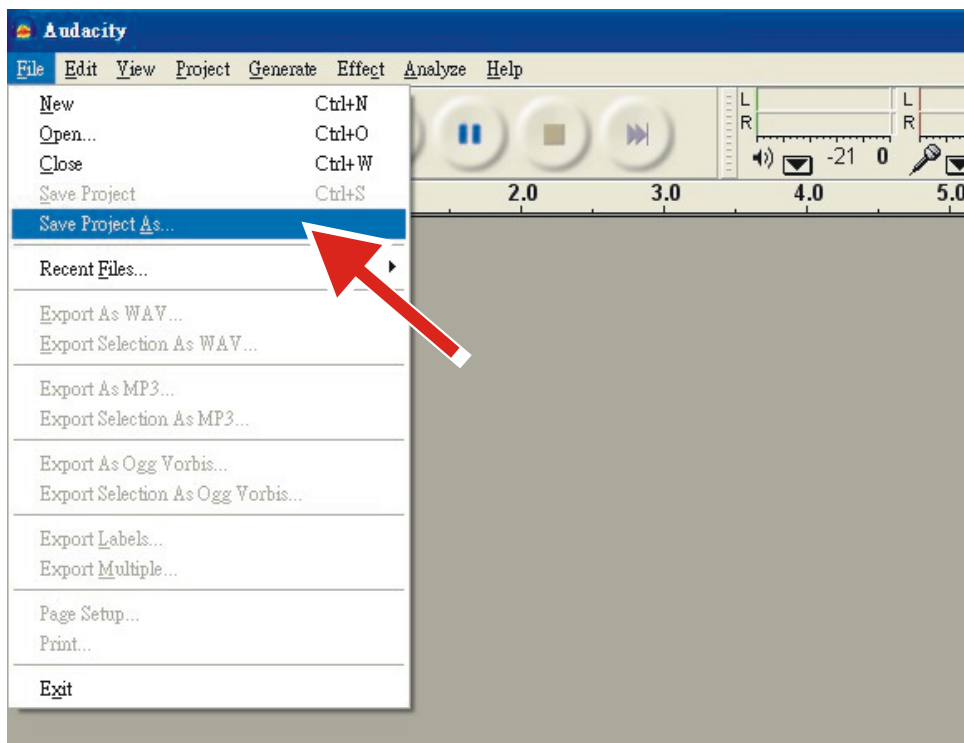 Audacity
File Edit View Project Generate Effect Analyze Help
New Ctrl+N
Open... Ctrl+O
Close Ctrl+W
Save Project Ctrl+S
Save Project As...
Recent Files...
Export As WAV...
Export Selection As WAV...
Export As MP3...
Export Selection As MP3...
Export As Ogg Vorbis...
Export Selection As Ogg Vorbis...
Export Labels...
Export Multiple...
Page Setup...
Print...
Exit
L L
R R
-21 0
2.0 3.0 4.0 5.0